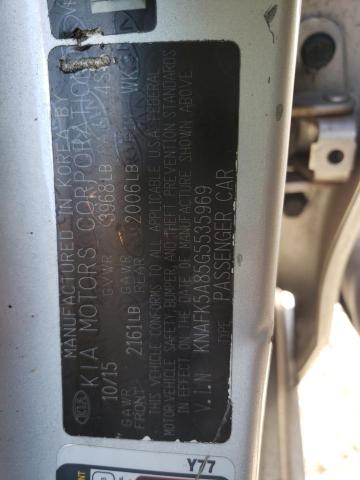 MANUFACTURED IN KOREA BY
KIA MOTORS CORPORATION
10/15 GVWR 3968LB
GAWR FRONT 2161LB GAWR REAR 2006LB
THIS VEHICLE CONFORMS TO ALL APPLICABLE U.S.A. FEDERAL
MOTOR VEHICLE SAFETY, BUMPER, AND THEFT PREVENTION STANDARDS
IN EFFECT ON THE DATE OF MANUFACTURE SHOWN ABOVE.
V.I.N KNAFK5A85G5535969
TYPE: PASSENGER CAR
KIA
Y77